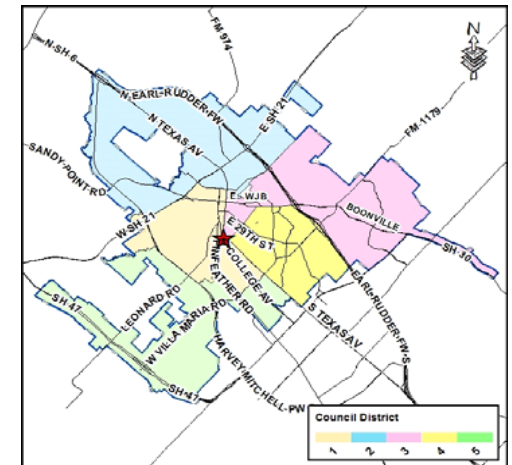 FM-974
N
N-SH-6
N-EARL-RUDDER-FW
E SH 21
N TEXAS AV
FM-1179
SANDY-POINT-RD
E WJB
BOONVILLE
W SH 21
E 29TH ST
SH-30
COLLEGE AV
LEONARD RD
S TEXAS AV
EARL-RUDDER-FW-S
SH 47
W VILLA MARIA RD
HARVEY MITCHELL-PW
SH-47
Council District
1 2 3 4 5